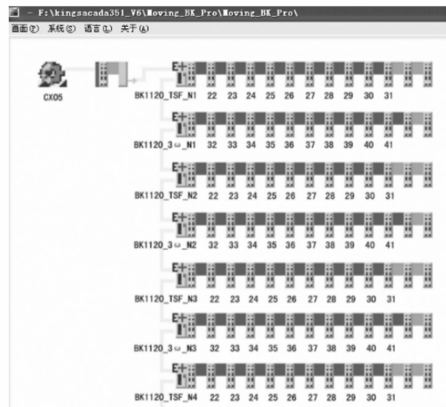 - F:\kingsacada351_V6\Moving_BK_Pro\Moving_BK_Pro\
画面(P) 系统(S) 语言(L) 关于(A)
CX05
E+
BK1120_TSF_N1 22 23 24 25 26 27 28 29 30 31
E+
BK1120_3ω_N1 32 33 34 35 36 37 38 39 40 41
E+
BK1120_TSF_N2 22 23 24 25 26 27 28 29 30 31
E+
BK1120_3ω_N2 32 33 34 35 36 37 38 39 40 41
E+
BK1120_TSF_N3 22 23 24 25 26 27 28 29 30 31
E+
BK1120_3ω_N3 32 33 34 35 36 37 38 39 40 41
E+
BK1120_TSF_N4 22 23 24 25 26 27 28 29 30 31